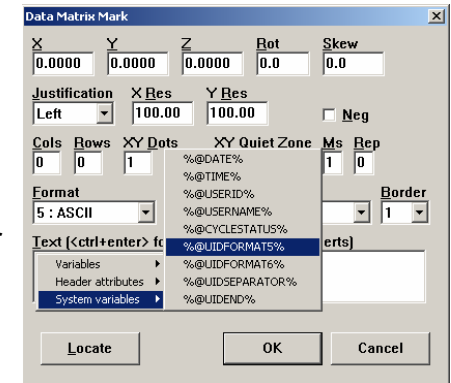 Data Matrix Mark
X Y Z Rot Skew
0.0000 0.0000 0.0000 0.0 0.0
Justification X Res Y Res
Left 100.00 100.00 Neg
Cols Rows XY Dots XY Quiet Zone Ms Rep
0 0 1 1 0
%@DATE%
%@TIME%
%@USERID%
%@USERNAME%
%@CYCLESTATUS%
%@UIDFORMAT5%
%@UIDFORMAT6%
%@UIDSEPARATOR%
%@UIDEND%
Format Border
5 : ASCII 1
Text (<ctrl+enter> fo erts)
Variables
Header attributes
System variables
Locate OK Cancel